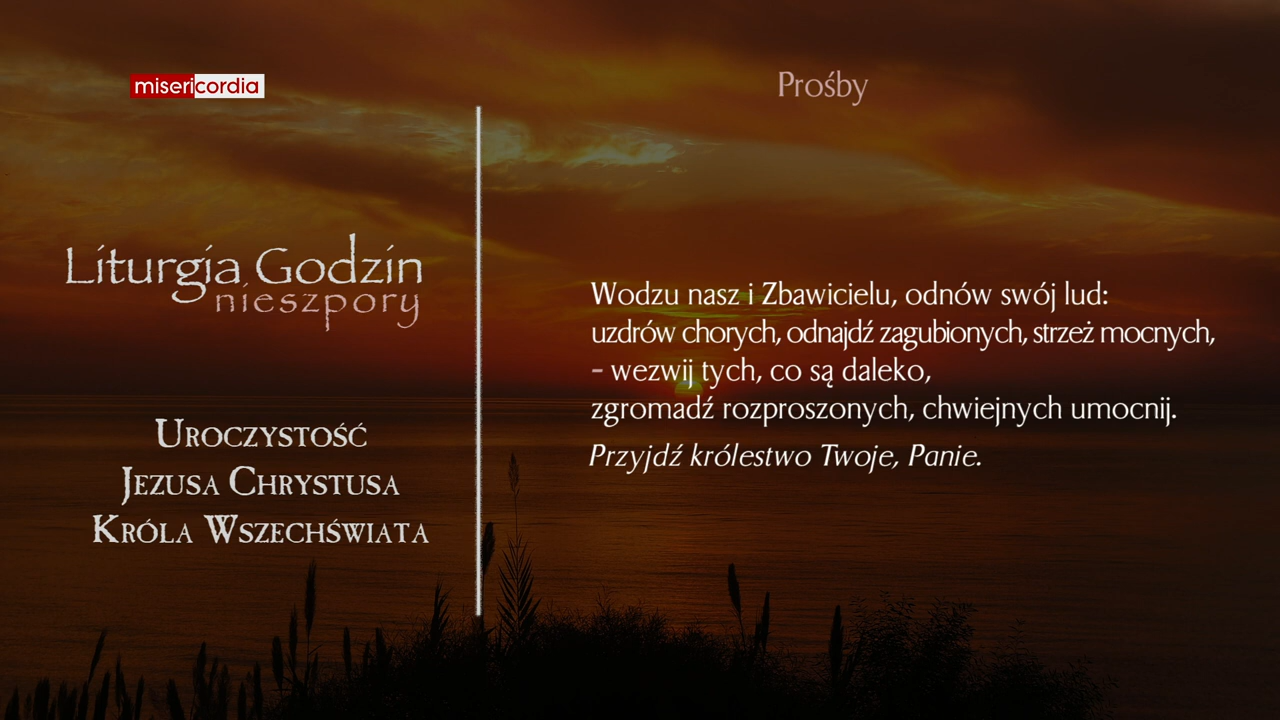 misericordia
Liturgia Godzin
nieszpory
Uroczystość
Jezusa Chrystusa
Króla Wszechświata
Prośby
Wodzu nasz i Zbawicielu, odnów swój lud:
uzdrów chorych, odnajdź zagubionych, strzeż mocnych,
- wezwij tych, co są daleko,
zgromadź rozproszonych, chwiejnych umocnij.
Przyjdź królestwo Twoje, Panie.